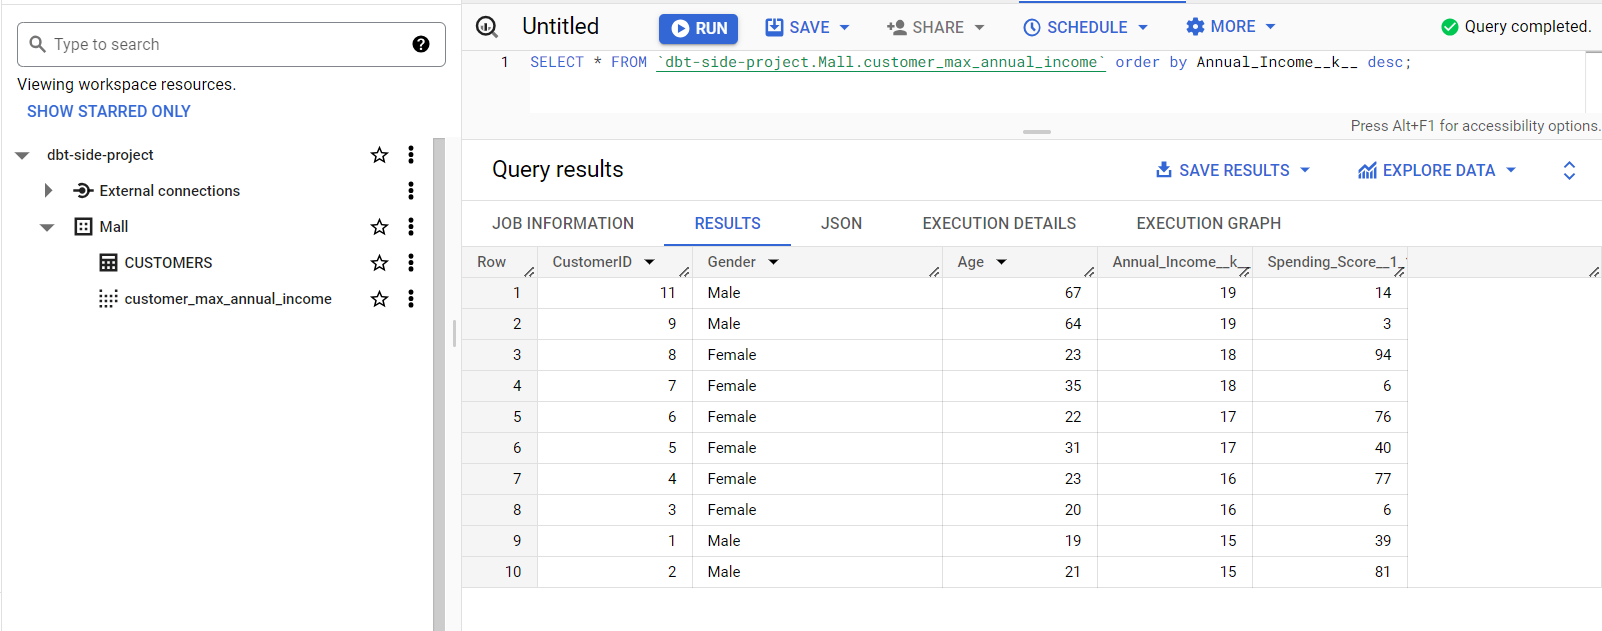 Type to search
Viewing workspace resources.
SHOW STARRED ONLY
dbt-side-project
External connections
Mall
CUSTOMERS
customer_max_annual_income
Untitled RUN SAVE SHARE SCHEDULE MORE Query completed.
1 SELECT * FROM `dbt-side-project.Mall.customer_max_annual_income` order by Annual_Income__k__ desc;
Press Alt+F1 for accessibility options.
Query results SAVE RESULTS EXPLORE DATA
JOB INFORMATION RESULTS JSON EXECUTION DETAILS EXECUTION GRAPH
Row CustomerID Gender Age Annual_Income__k__ Spending_Score__1_
1 11 Male 67 19 14
2 9 Male 64 19 3
3 8 Female 23 18 94
4 7 Female 35 18 6
5 6 Female 22 17 76
6 5 Female 31 17 40
7 4 Female 23 16 77
8 3 Female 20 16 6
9 1 Male 19 15 39
10 2 Male 21 15 81